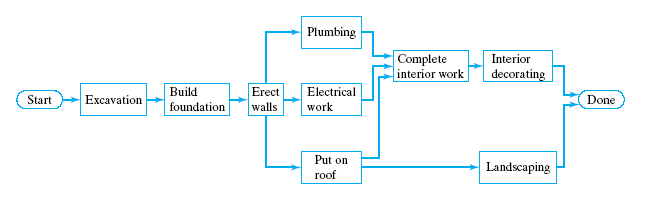 Start
Excavation
Build
foundation
Erect
walls
Plumbing
Electrical
work
Put on
roof
Complete
interior work
Interior
decorating
Landscaping
Done